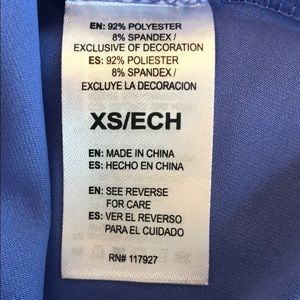 EN: 92% POLYESTER
8% SPANDEX /
EXCLUSIVE OF DECORATION
ES: 92% POLIESTER
8% SPANDEX /
EXCLUYE LA DECORACION
XS/ECH
EN: MADE IN CHINA
ES: HECHO EN CHINA
EN: SEE REVERSE
FOR CARE
ES: VER EL REVERSO
PARA EL CUIDADO
RN# 117927